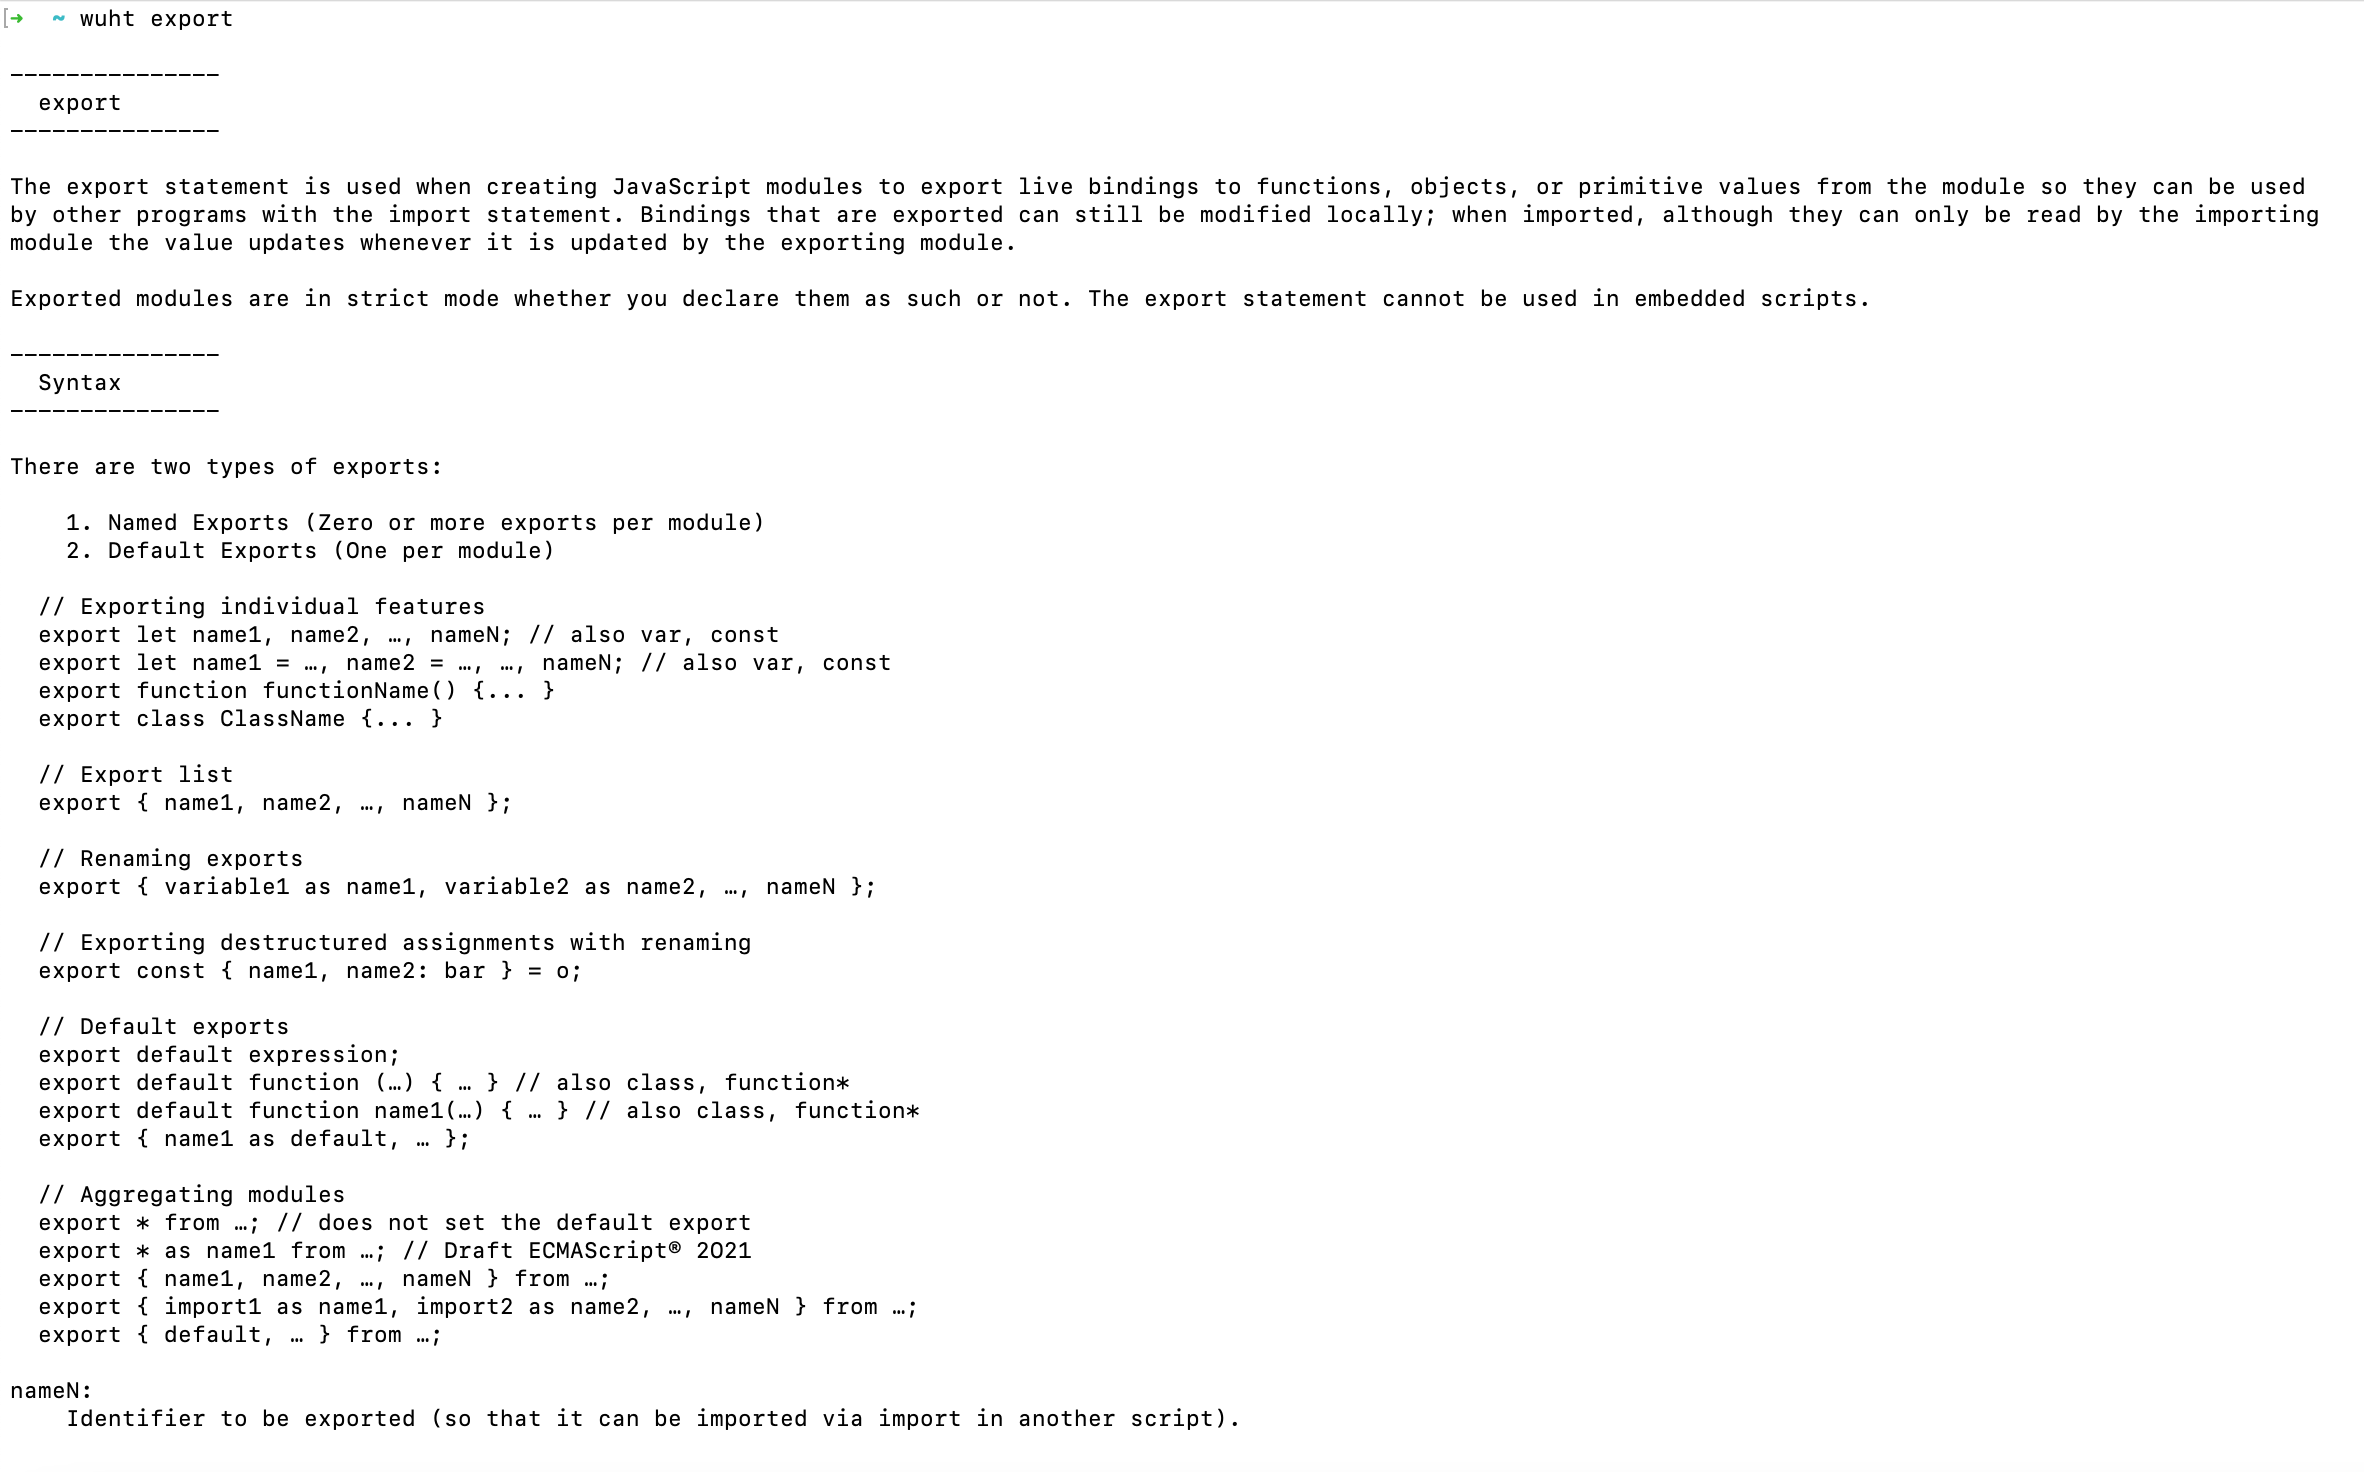 [➜  ~ wuht export

---------------
  export
---------------

The export statement is used when creating JavaScript modules to export live bindings to functions, objects, or primitive values from the module so they can be used
by other programs with the import statement. Bindings that are exported can still be modified locally; when imported, although they can only be read by the importing
module the value updates whenever it is updated by the exporting module.

Exported modules are in strict mode whether you declare them as such or not. The export statement cannot be used in embedded scripts.

---------------
  Syntax
---------------

There are two types of exports:

    1. Named Exports (Zero or more exports per module)
    2. Default Exports (One per module)

  // Exporting individual features
  export let name1, name2, …, nameN; // also var, const
  export let name1 = …, name2 = …, …, nameN; // also var, const
  export function functionName() {... }
  export class ClassName {... }

  // Export list
  export { name1, name2, …, nameN };

  // Renaming exports
  export { variable1 as name1, variable2 as name2, …, nameN };

  // Exporting destructured assignments with renaming
  export const { name1, name2: bar } = o;

  // Default exports
  export default expression;
  export default function (…) { … } // also class, function*
  export default function name1(…) { … } // also class, function*
  export { name1 as default, … };

  // Aggregating modules
  export * from …; // does not set the default export
  export * as name1 from …; // Draft ECMAScript® 2O21
  export { name1, name2, …, nameN } from …;
  export { import1 as name1, import2 as name2, …, nameN } from …;
  export { default, … } from …;

nameN:
    Identifier to be exported (so that it can be imported via import in another script).